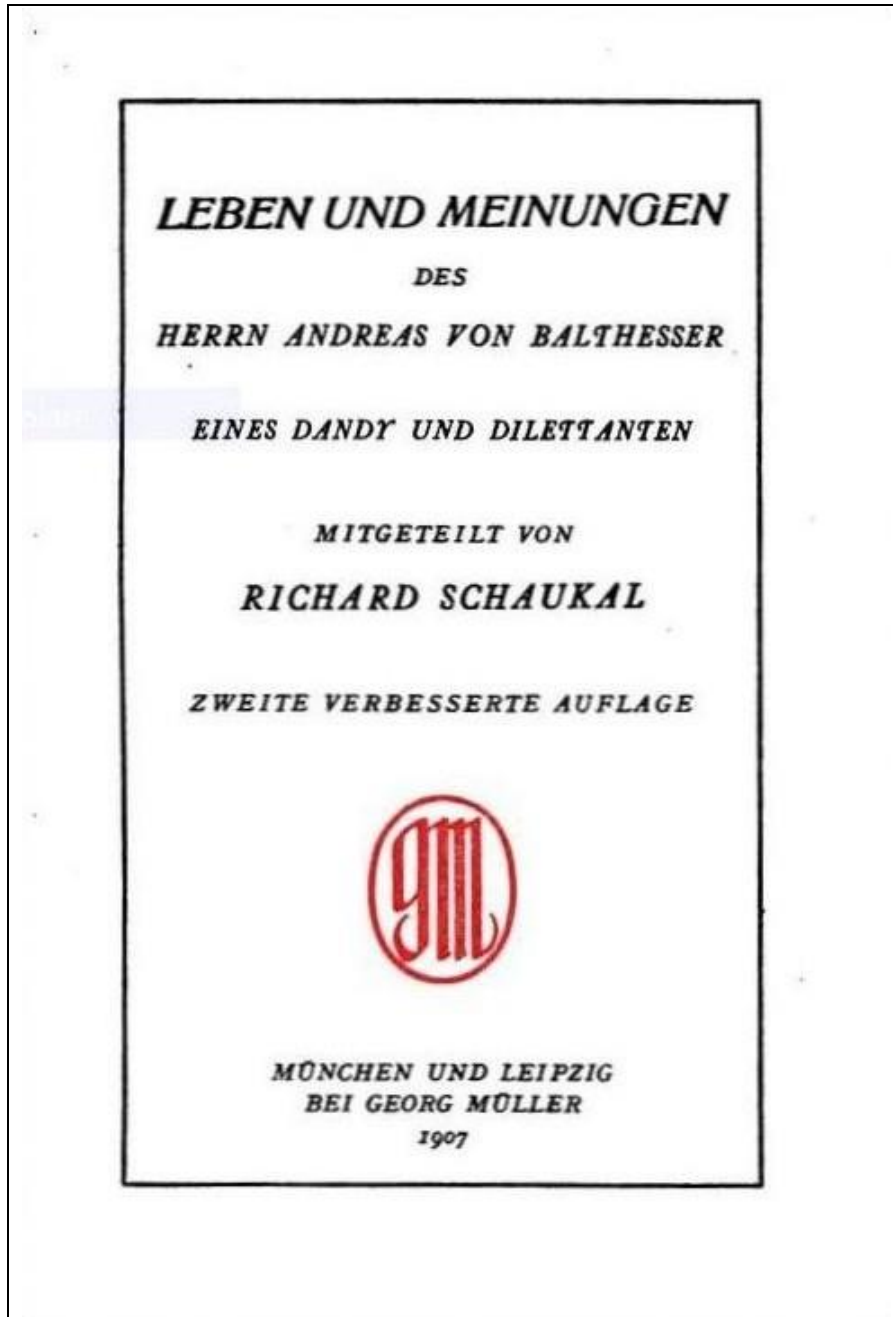 LEBEN UND MEINUNGEN
DES
HERRN ANDREAS VON BALTHESSER
EINES DANDY UND DILETTANTEN
MITGETEILT VON
RICHARD SCHAUKAL
ZWEITE VERBESSERTE AUFLAGE
GM
MÜNCHEN UND LEIPZIG
BEI GEORG MÜLLER
1907